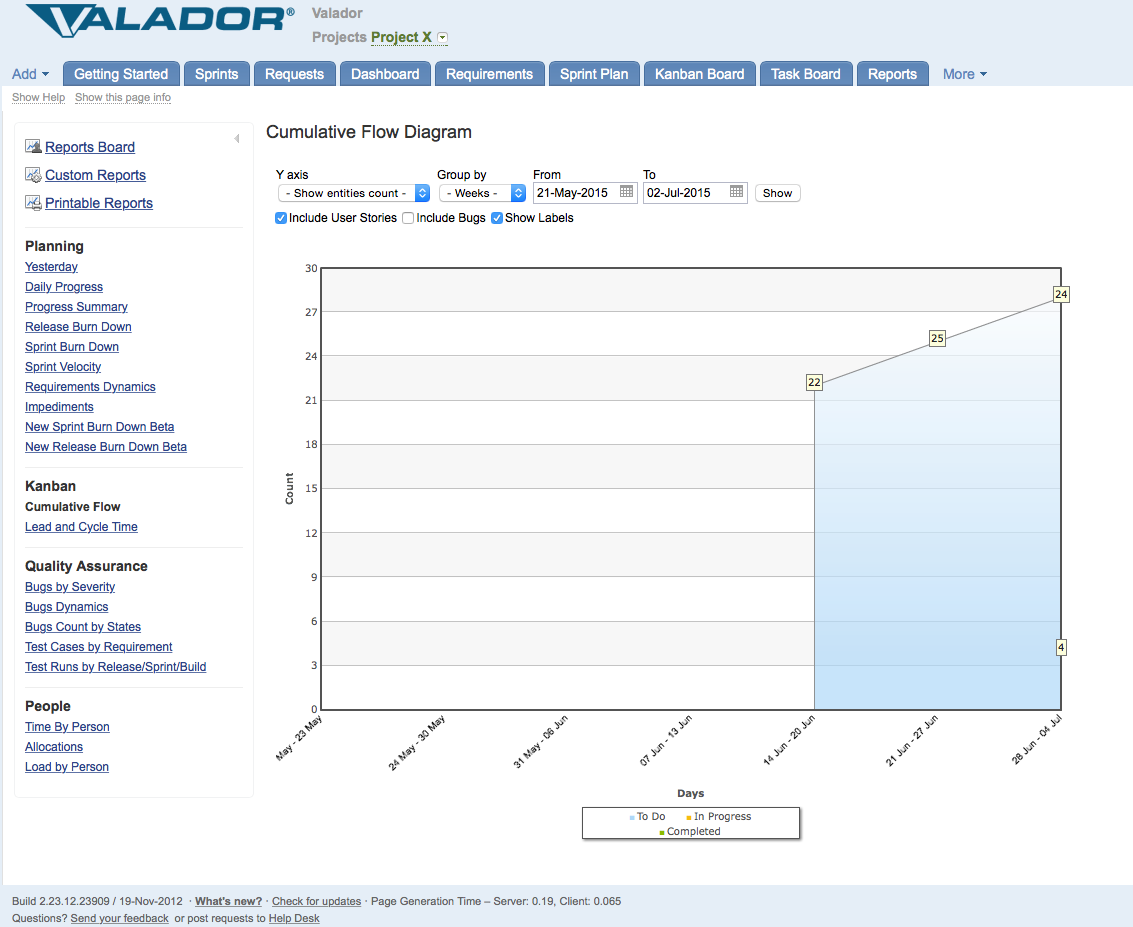 VALADOR®
Valador
Projects Project X
Add Getting Started Sprints Requests Dashboard Requirements Sprint Plan Kanban Board Task Board Reports More
Show Help Show this page info
Reports Board
Custom Reports
Printable Reports
Planning
Yesterday
Daily Progress
Progress Summary
Release Burn Down
Sprint Burn Down
Sprint Velocity
Requirements Dynamics
Impediments
New Sprint Burn Down Beta
New Release Burn Down Beta
Kanban
Cumulative Flow
Lead and Cycle Time
Quality Assurance
Bugs by Severity
Bugs Dynamics
Bugs Count by States
Test Cases by Requirement
Test Runs by Release/Sprint/Build
People
Time By Person
Allocations
Load by Person
Cumulative Flow Diagram
Y axis Group by From To
- Show entities count - - Weeks - 21-May-2015 02-Jul-2015 Show
Include User Stories Include Bugs Show Labels
30
24
27
25
24
22
21
18
15
Count
12
9
6
4
3
0
May - 23 May 24 May - 30 May 31 May - 06 Jun 07 Jun - 13 Jun 14 Jun - 20 Jun 21 Jun - 27 Jun 28 Jun - 04 Jul
Days
To Do In Progress
Completed
Build 2.23.12.23909 / 19-Nov-2012 · What's new? · Check for updates · Page Generation Time – Server: 0.19, Client: 0.065
Questions? Send your feedback or post requests to Help Desk